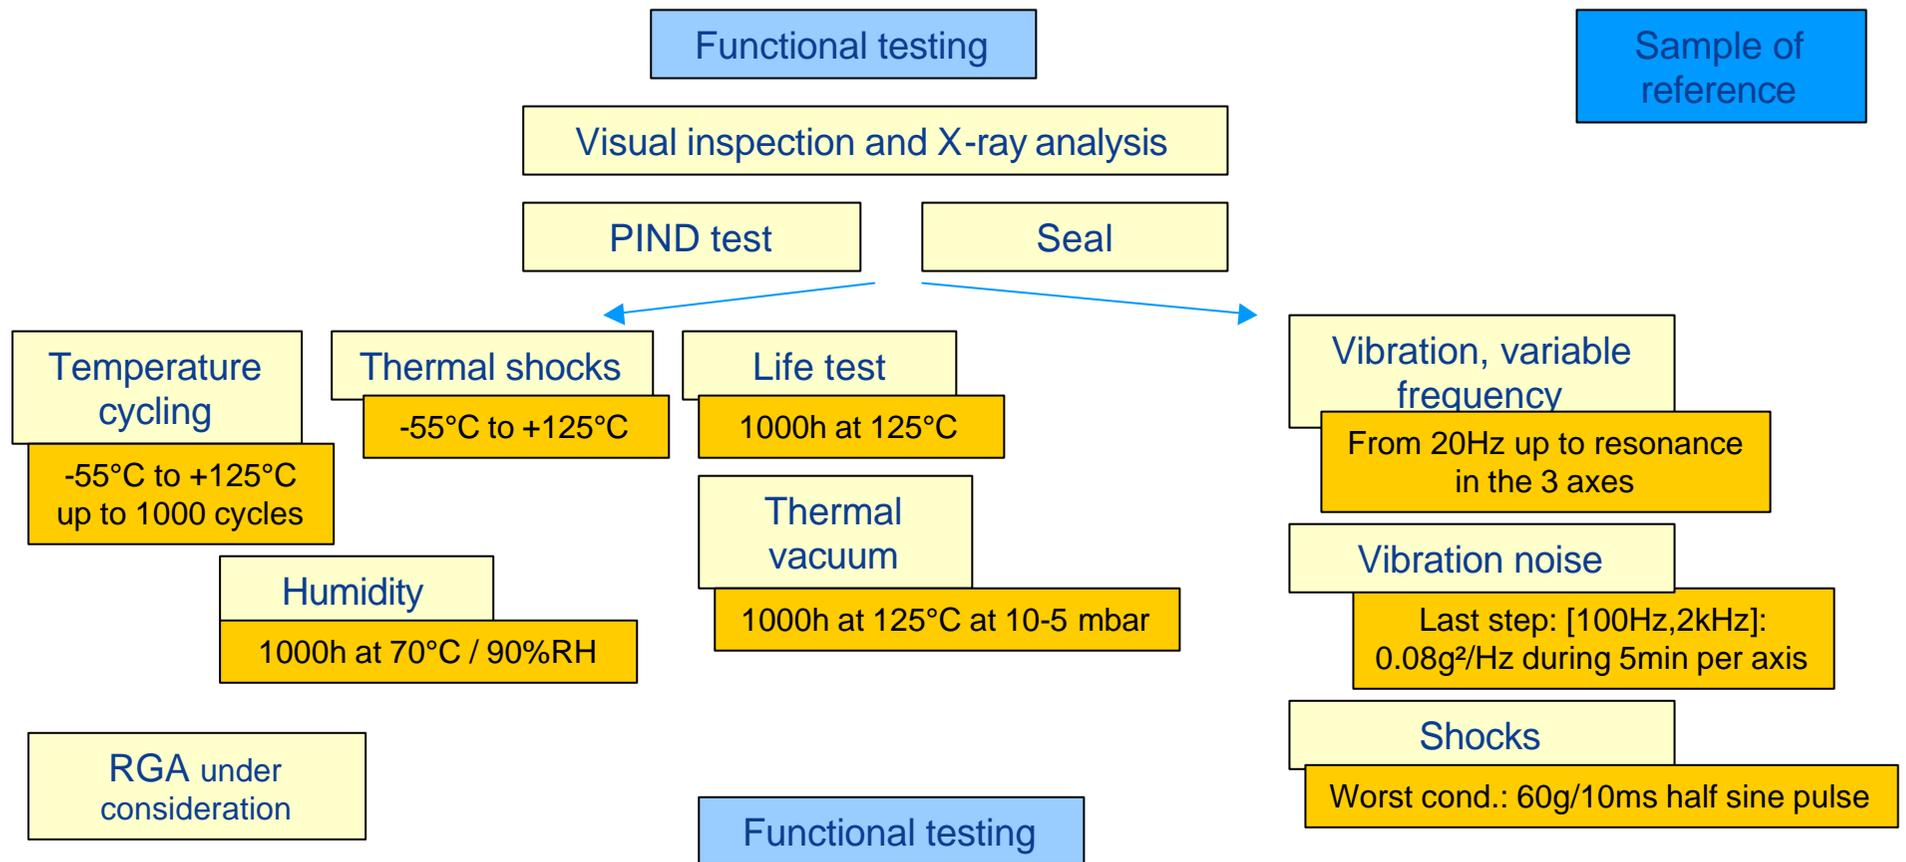 Functional testing
Sample of
reference
Visual inspection and X-ray analysis
PIND test
Seal
Temperature
cycling
-55°C to +125°C
up to 1000 cycles
Thermal shocks
-55°C to +125°C
Life test
1000h at 125°C
Humidity
1000h at 70°C / 90%RH
Thermal
vacuum
1000h at 125°C at 10-5 mbar
Vibration, variable
frequency
From 20Hz up to resonance
in the 3 axes
Vibration noise
Last step: [100Hz,2kHz]:
0.08g²/Hz during 5min per axis
Shocks
Worst cond.: 60g/10ms half sine pulse
RGA under
consideration
Functional testing